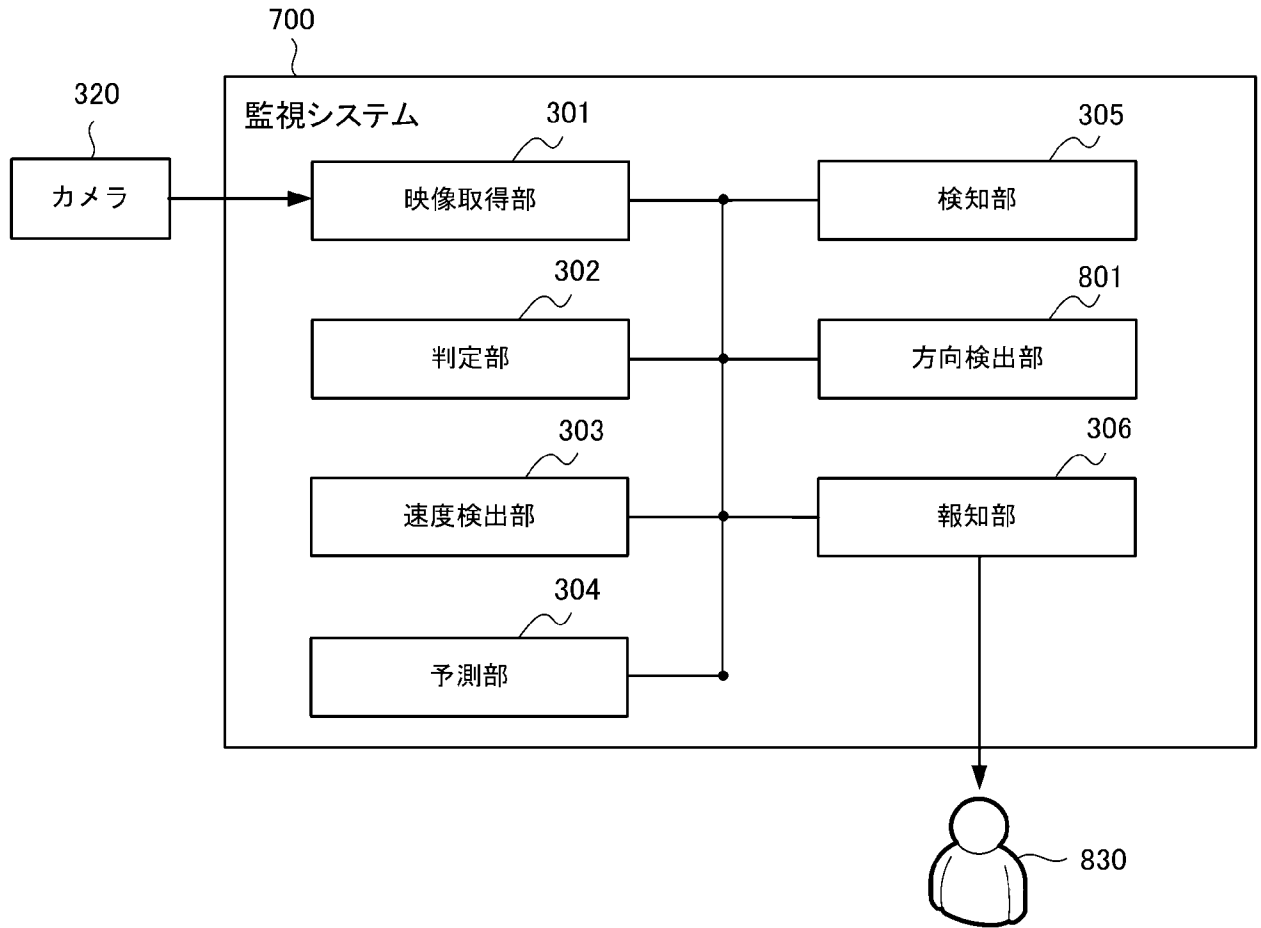 700
320
監視システム
301
305
カメラ
映像取得部
検知部
302
801
判定部
方向検出部
303
306
速度検出部
報知部
304
予測部
830